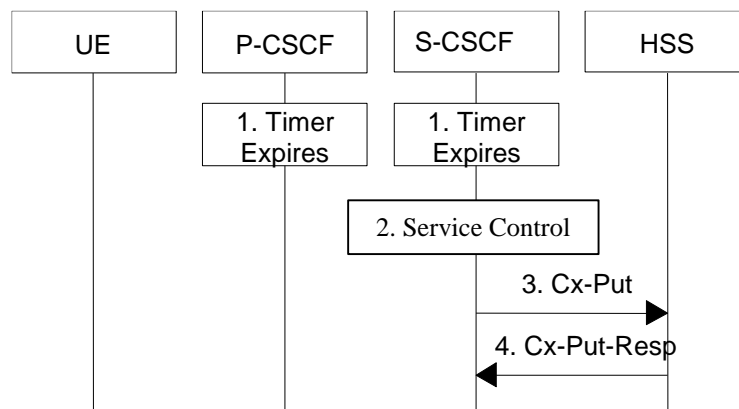 UE
P-CSCF
S-CSCF
HSS
1. Timer
Expires
1. Timer
Expires
2. Service Control
3. Cx-Put
4. Cx-Put-Resp